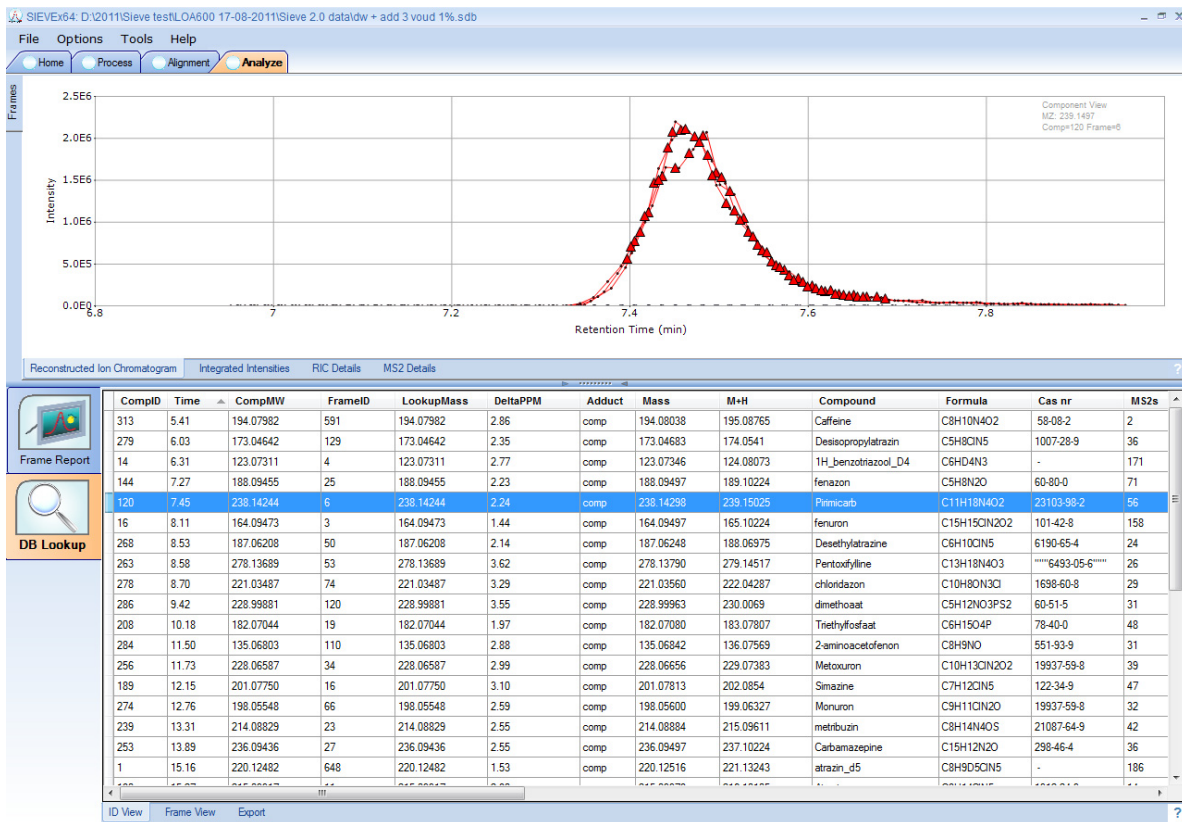 SIEVEx64: D:\2011\Sieve test\LOA600 17-08-2011\Sieve 2.0 data\dw + add 3 voud 1%.sdb
File Options Tools Help
Home Process Alignment Analyze
Frames
Component View
MZ: 239.1497
Comp=120 Frame=6
Intensity
2.5E6
2.0E6
1.5E6
1.0E6
5.0E5
0.0E0
6.8 7 7.2 7.4 7.6 7.8
Retention Time (min)
Reconstructed Ion Chromatogram Integrated Intensities RIC Details MS2 Details ?
Frame Report
DB Lookup
CompID Time CompMW FrameID LookupMass DeltaPPM Adduct Mass M+H Compound Formula Cas nr MS2s
313 5.41 194.07982 591 194.07982 2.86 comp 194.08038 195.08765 Caffeine C8H10N4O2 58-08-2 2
279 6.03 173.04642 129 173.04642 2.35 comp 173.04683 174.0541 Desisopropylatrazin C5H8ClN5 1007-28-9 36
14 6.31 123.07311 4 123.07311 2.77 comp 123.07346 124.08073 1H_benzotriazool_D4 C6HD4N3 - 171
144 7.27 188.09455 25 188.09455 2.23 comp 188.09497 189.10224 fenazon C5H8N2O 60-80-0 71
120 7.45 238.14244 6 238.14244 2.24 comp 238.14298 239.15025 Pirimicarb C11H18N4O2 23103-98-2 56
16 8.11 164.09473 3 164.09473 1.44 comp 164.09497 165.10224 fenuron C15H15ClN2O2 101-42-8 158
268 8.53 187.06208 50 187.06208 2.14 comp 187.06248 188.06975 Desethylatrazine C6H10ClN5 6190-65-4 24
263 8.58 278.13689 53 278.13689 3.62 comp 278.13790 279.14517 Pentoxifylline C13H18N4O3 """6493-05-6""" 26
278 8.70 221.03487 74 221.03487 3.29 comp 221.03560 222.04287 chloridazon C10H8ON3Cl 1698-60-8 29
286 9.42 228.99881 120 228.99881 3.55 comp 228.99963 230.0069 dimethoaat C5H12NO3PS2 60-51-5 31
208 10.18 182.07044 19 182.07044 1.97 comp 182.07080 183.07807 Triethylfosfaat C6H15O4P 78-40-0 48
284 11.50 135.06803 110 135.06803 2.88 comp 135.06842 136.07569 2-aminoacetofenon C8H9NO 551-93-9 31
256 11.73 228.06587 34 228.06587 2.99 comp 228.06656 229.07383 Metoxuron C10H13ClN2O2 19937-59-8 39
189 12.15 201.07750 16 201.07750 3.10 comp 201.07813 202.0854 Simazine C7H12ClN5 122-34-9 47
274 12.76 198.05548 66 198.05548 2.59 comp 198.05600 199.06327 Monuron C9H11ClN2O 19937-59-8 32
239 13.31 214.08829 23 214.08829 2.55 comp 214.08884 215.09611 metribuzin C8H14N4OS 21087-64-9 42
253 13.89 236.09436 27 236.09436 2.55 comp 236.09497 237.10224 Carbamazepine C15H12N2O 298-46-4 36
1 15.16 220.12482 648 220.12482 1.53 comp 220.12516 221.13243 atrazin_d5 C8H9D5ClN5 - 186
ID View Frame View Export ?